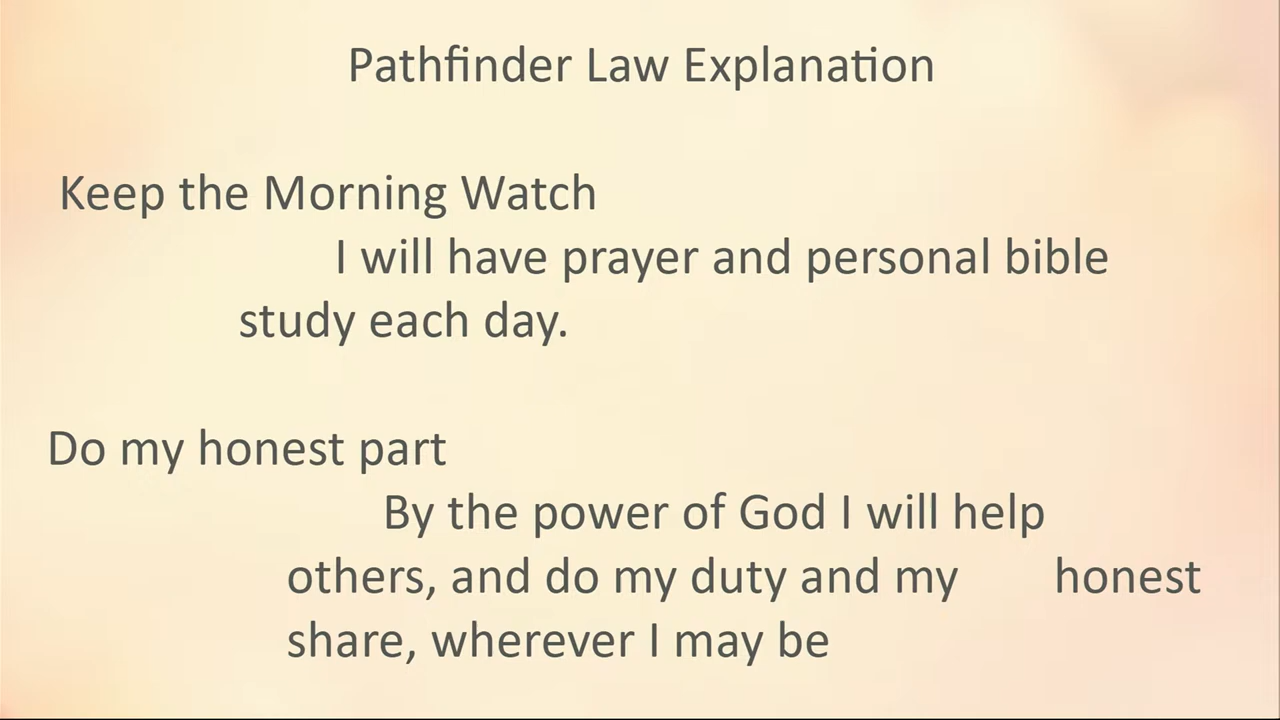 Pathfinder Law Explanation
Keep the Morning Watch
I will have prayer and personal bible
study each day.
Do my honest part
By the power of God I will help
others, and do my duty and my honest
share, wherever I may be